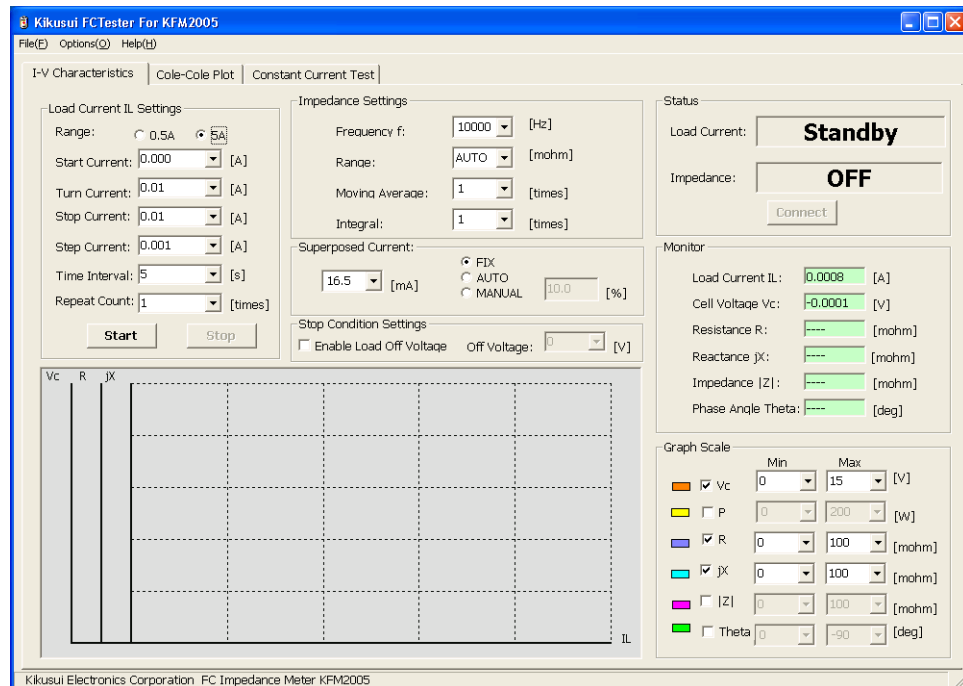 Kikusui FCTester For KFM2005
File(F) Options(O) Help(H)
I-V Characteristics Cole-Cole Plot Constant Current Test
Load Current IL Settings
Range: 0.5A 5A
Start Current: 0.000 [A]
Turn Current: 0.01 [A]
Stop Current: 0.01 [A]
Step Current: 0.001 [A]
Time Interval: 5 [s]
Repeat Count: 1 [times]
Start Stop
Impedance Settings
Frequency f: 10000 [Hz]
Range: AUTO [mohm]
Moving Average: 1 [times]
Integral: 1 [times]
Superposed Current:
16.5 [mA]
FIX
AUTO
MANUAL 10.0 [%]
Stop Condition Settings
Enable Load Off Voltage Off Voltage: 0 [V]
Status
Load Current: Standby
Impedance: OFF
Connect
Monitor
Load Current IL: 0.0008 [A]
Cell Voltage Vc: -0.0001 [V]
Resistance R: ---- [mohm]
Reactance jX: ---- [mohm]
Impedance |Z|: ---- [mohm]
Phase Angle Theta: ---- [deg]
Vc R jX
IL
Graph Scale
Min Max
Vc 0 15 [V]
P 0 200 [W]
R 0 100 [mohm]
jX 0 100 [mohm]
|Z| 0 100 [mohm]
Theta 0 -90 [deg]
Kikusui Electronics Corporation FC Impedance Meter KFM2005